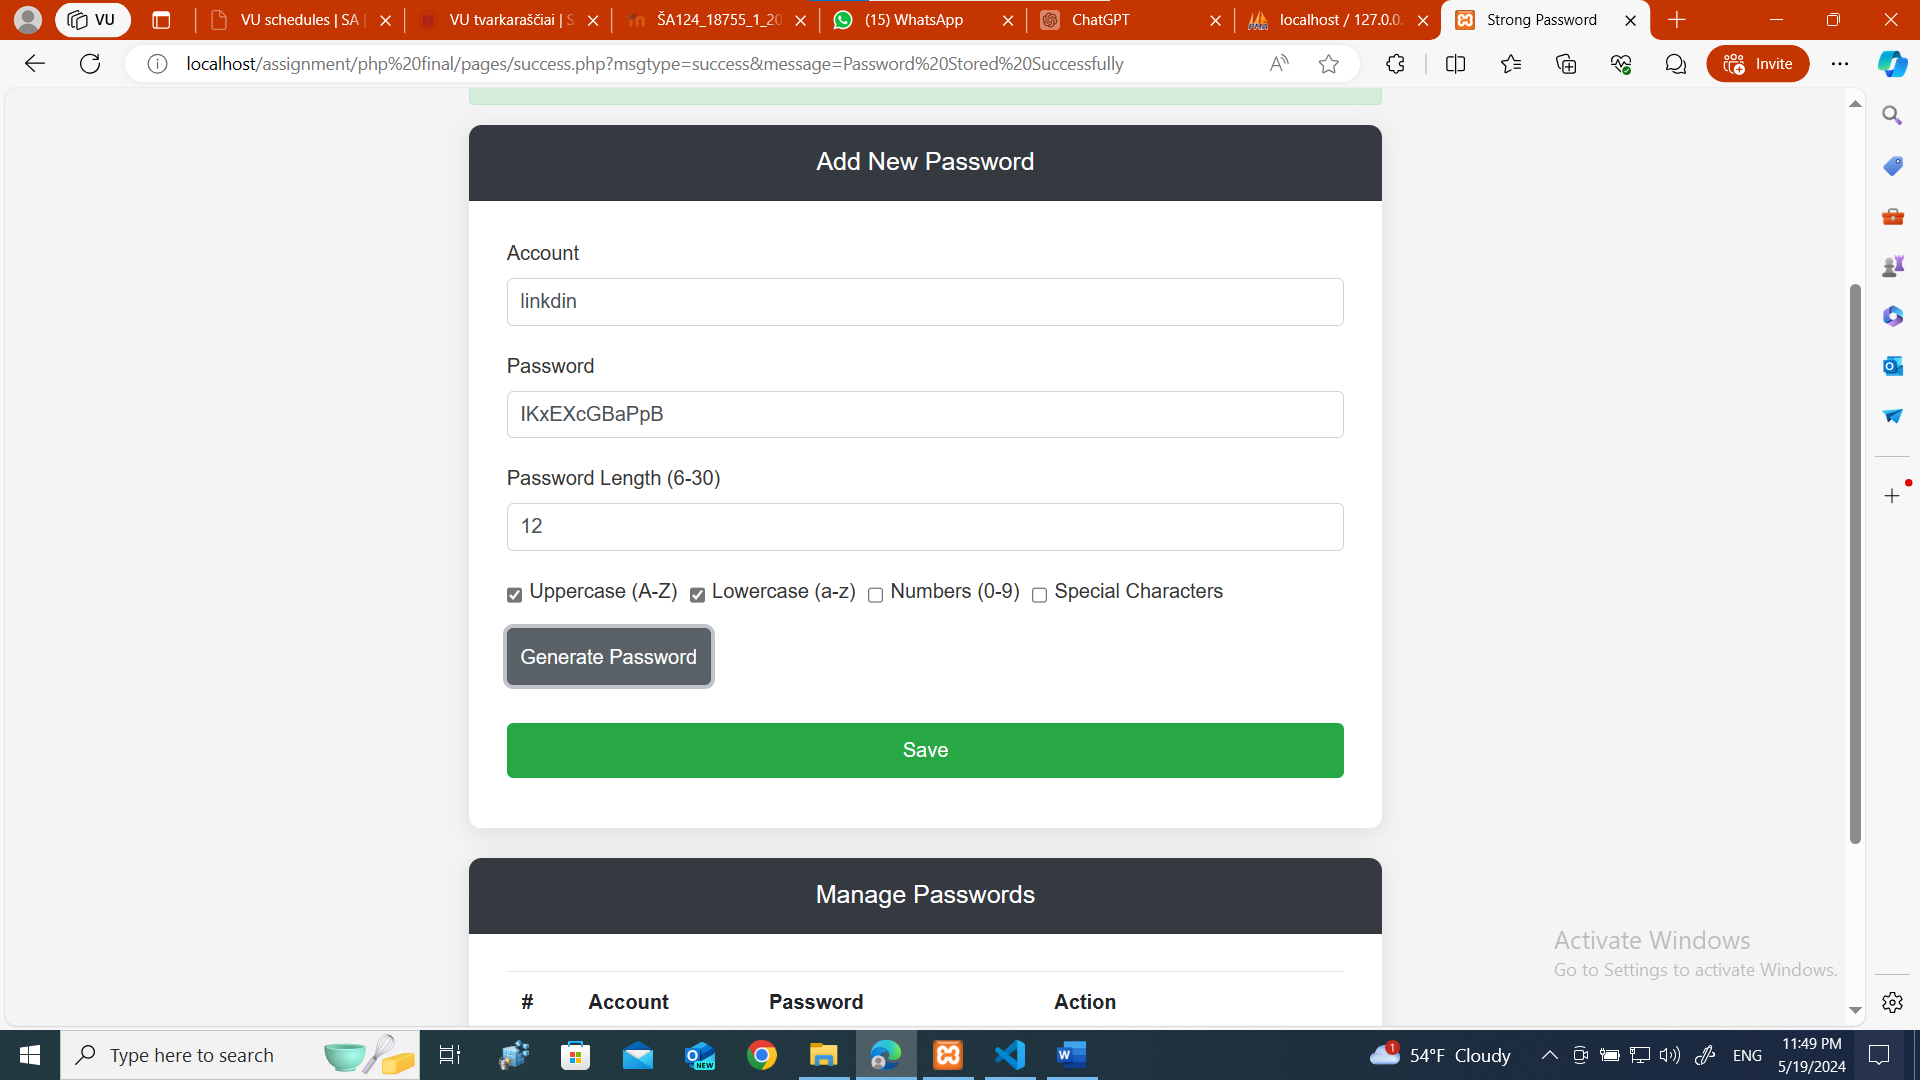 VU
VU schedules | SA |
VU tvarkaraščiai | S
ŠA124_18755_1_20
(15) WhatsApp
ChatGPT
localhost / 127.0.0.
Strong Password
localhost/assignment/php%20final/pages/success.php?msgtype=success&message=Password%20Stored%20Successfully
Invite
Add New Password
Account
linkdin
Password
IKxEXcGBaPpB
Password Length (6-30)
12
Uppercase (A-Z) Lowercase (a-z) Numbers (0-9) Special Characters
Generate Password
Save
Manage Passwords
# Account Password Action
Activate Windows
Go to Settings to activate Windows.
Type here to search
NEW
1
54°F Cloudy
ENG
11:49 PM
5/19/2024